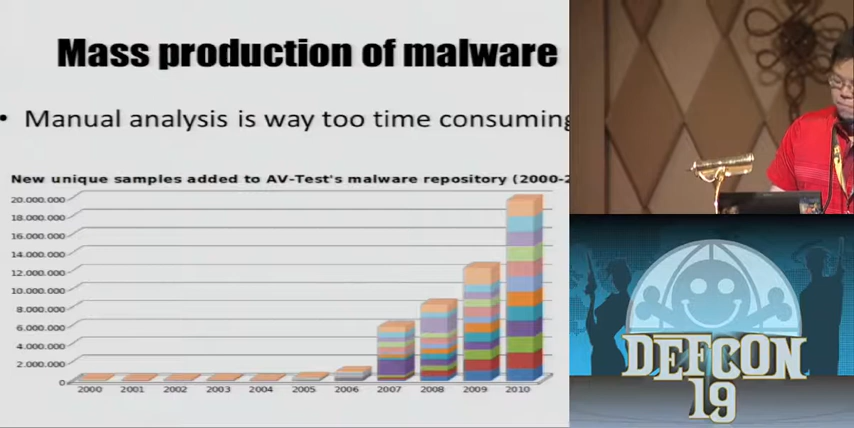 Mass production of malware
• Manual analysis is way too time consuming
New unique samples added to AV-Test's malware repository (2000-2
20.000.000
18.000.000
16.000.000
14.000.000
12.000.000
10.000.000
8.000.000
6.000.000
4.000.000
2.000.000
0
2000 2001 2002 2003 2004 2005 2006 2007 2008 2009 2010
DEFCON
19